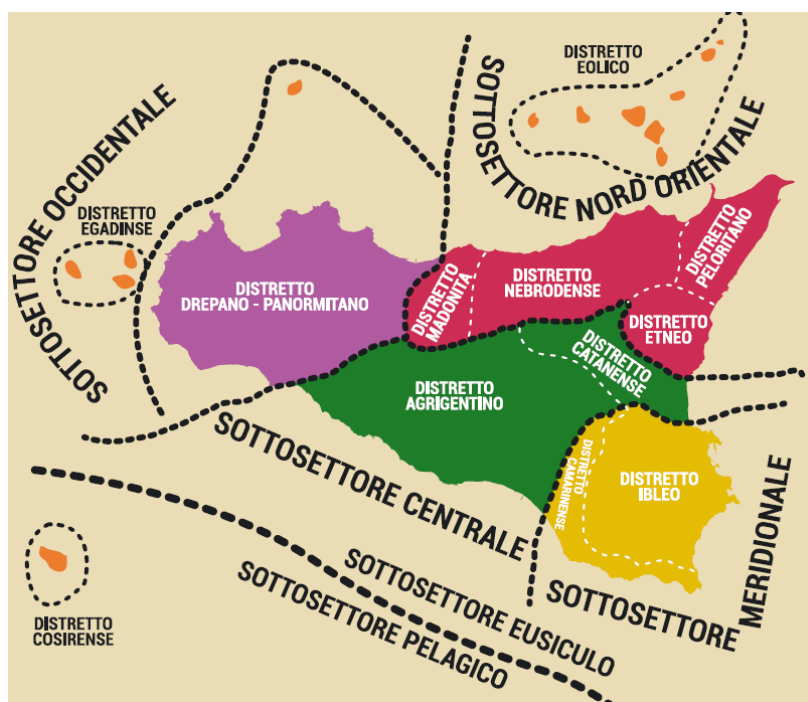 DISTRETTO
EOLICO
SOTTOSETTORE NORD ORIENTALE
SOTTOSETTORE OCCIDENTALE
DISTRETTO
EGADINSE
DISTRETTO
DREPANO - PANORMITANO
DISTRETTO
MADONITA
DISTRETTO
NEBRODENSE
DISTRETTO
PELORITANO
DISTRETTO
ETNEO
DISTRETTO
CATANENSE
DISTRETTO
AGRIGENTINO
SOTTOSETTORE CENTRALE
DISTRETTO
CAMARINENSE
DISTRETTO
IBLEO
SOTTOSETTORE
MERIDIONALE
SOTTOSETTORE EUSICULO
SOTTOSETTORE PELAGICO
DISTRETTO
COSIRENSE